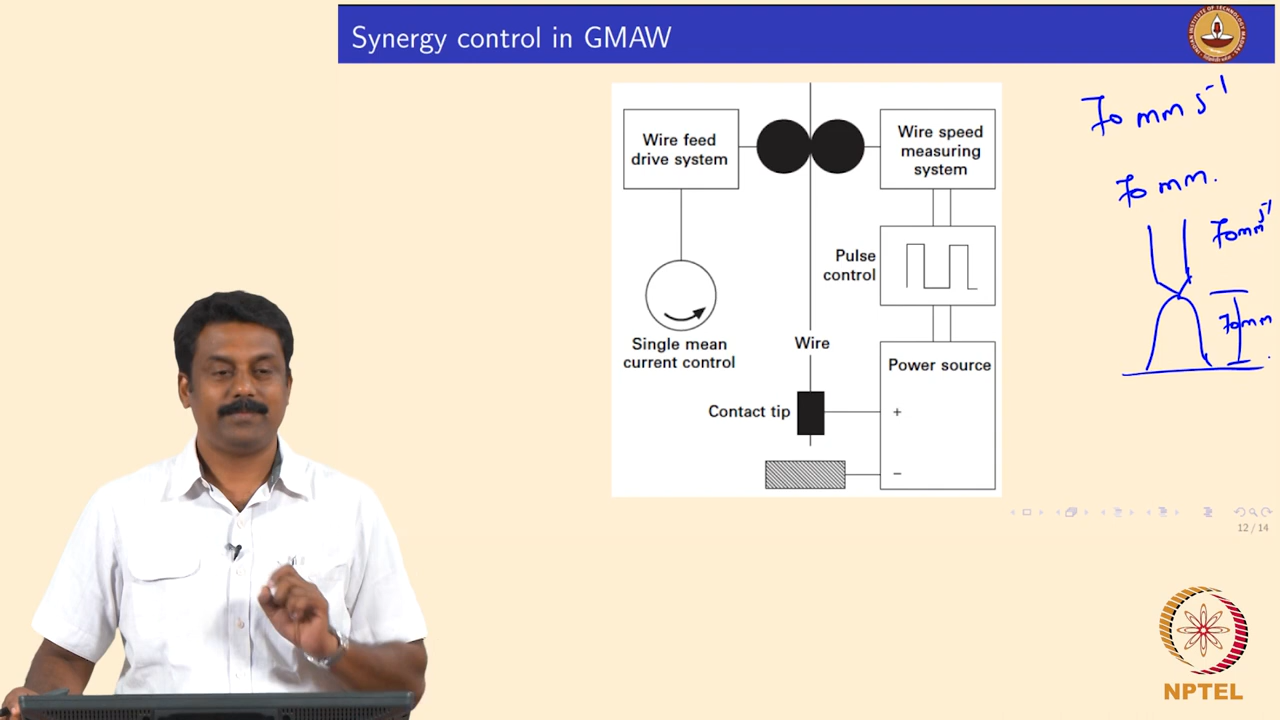 Synergy control in GMAW
Wire feed
drive system
Wire speed
measuring
system
Pulse
control
Single mean
current control
Wire
Power source
Contact tip
+
−
70 mm s⁻¹
70 mm.
70mm s⁻¹
70mm
12 / 14
NPTEL